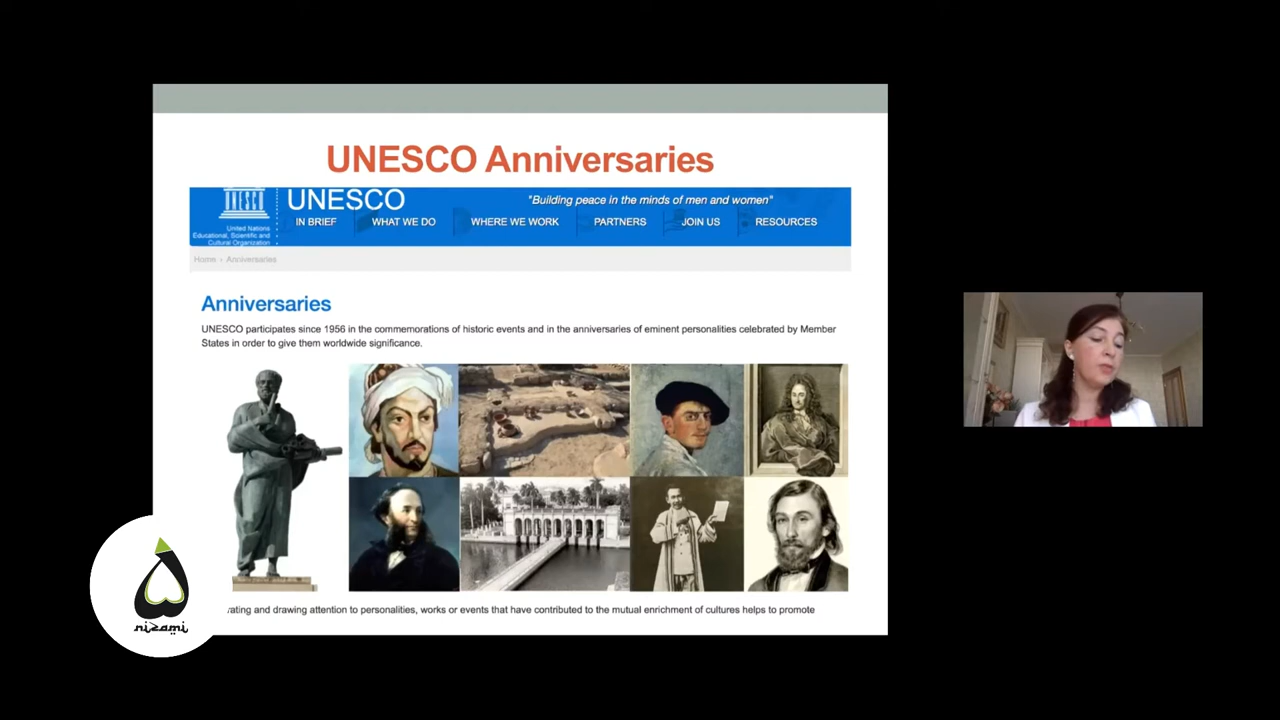 UNESCO Anniversaries
UNESCO
United Nations
Educational, Scientific and
Cultural Organization
UNESCO
"Building peace in the minds of men and women"
IN BRIEF WHAT WE DO WHERE WE WORK PARTNERS JOIN US RESOURCES
Home › Anniversaries
Anniversaries
UNESCO participates since 1956 in the commemorations of historic events and in the anniversaries of eminent personalities celebrated by Member
States in order to give them worldwide significance.
and drawing attention to personalities, works or events that have contributed to the mutual enrichment of cultures helps to promote
nizami